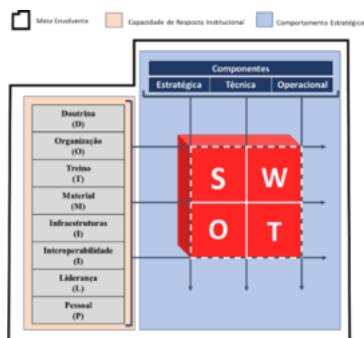 Meio Envolvente
Capacidade de Resposta Institucional
Comportamento Estratégico
Componentes
Estratégica
Técnica
Operacional
Doutrina
(D)
Organização
(O)
Treino
(T)
Material
(M)
Infraestruturas
(I)
Interoperabilidade
(I)
Liderança
(L)
Pessoal
(P)
S
W
O
T